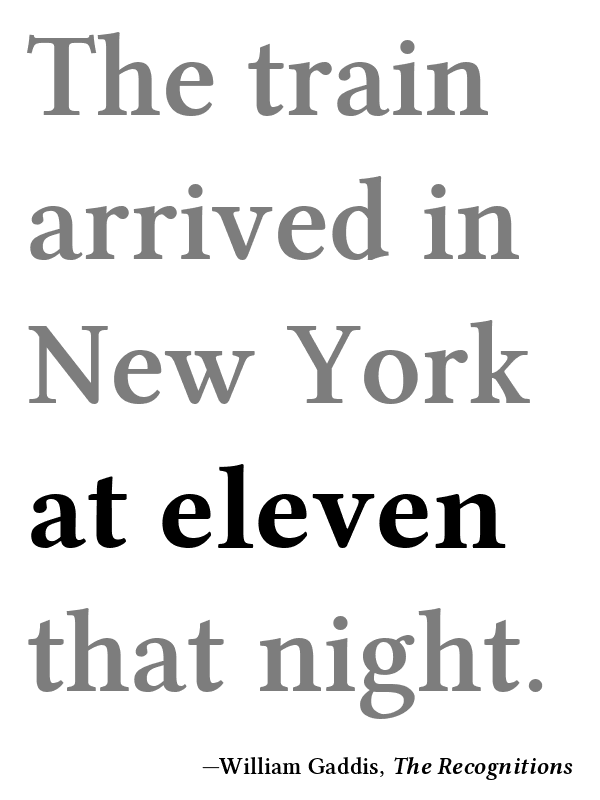 The train
arrived in
New York
at eleven
that night.
—William Gaddis, The Recognitions